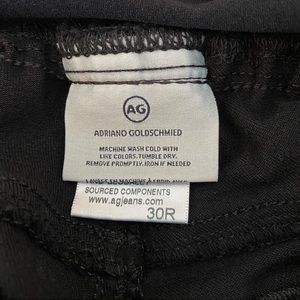 AG
ADRIANO GOLDSCHMIED
MACHINE WASH COLD WITH
LIKE COLORS. TUMBLE DRY.
REMOVE PROMPTLY. IRON IF NEEDED
SOURCED COMPONENTS
www.agjeans.com
30R